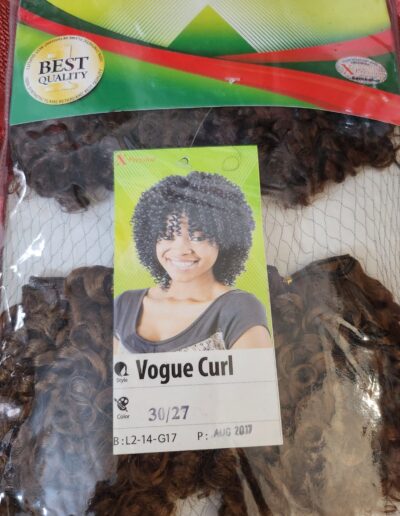 BEST
QUALITY
X-Pression
Vogue Curl
Style
30/27
Color
B : L2-14-G17 P : AUG 2017